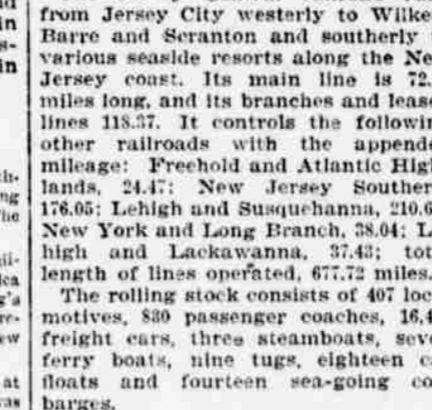 from Jersey City westerly to Wilke
Barre and Scranton and southerly
various seaside resorts along the Ne
Jersey coast. Its main line is 72.
miles long, and its branches and lease
lines 118.37. It controls the followin
other railroads with the appende
mileage: Freehold and Atlantic High
lands, 24.47; New Jersey Souther
176.05; Lehigh and Susquehanna, 210.6
New York and Long Branch, 38.04; L
high and Lackawanna, 37.43; tot
length of lines operated, 677.72 miles.
The rolling stock consists of 407 loc
motives, 830 passenger coaches, 16,4
freight cars, three steamboats, seve
ferry boats, nine tugs, eighteen ca
floats and fourteen sea-going co
barges.